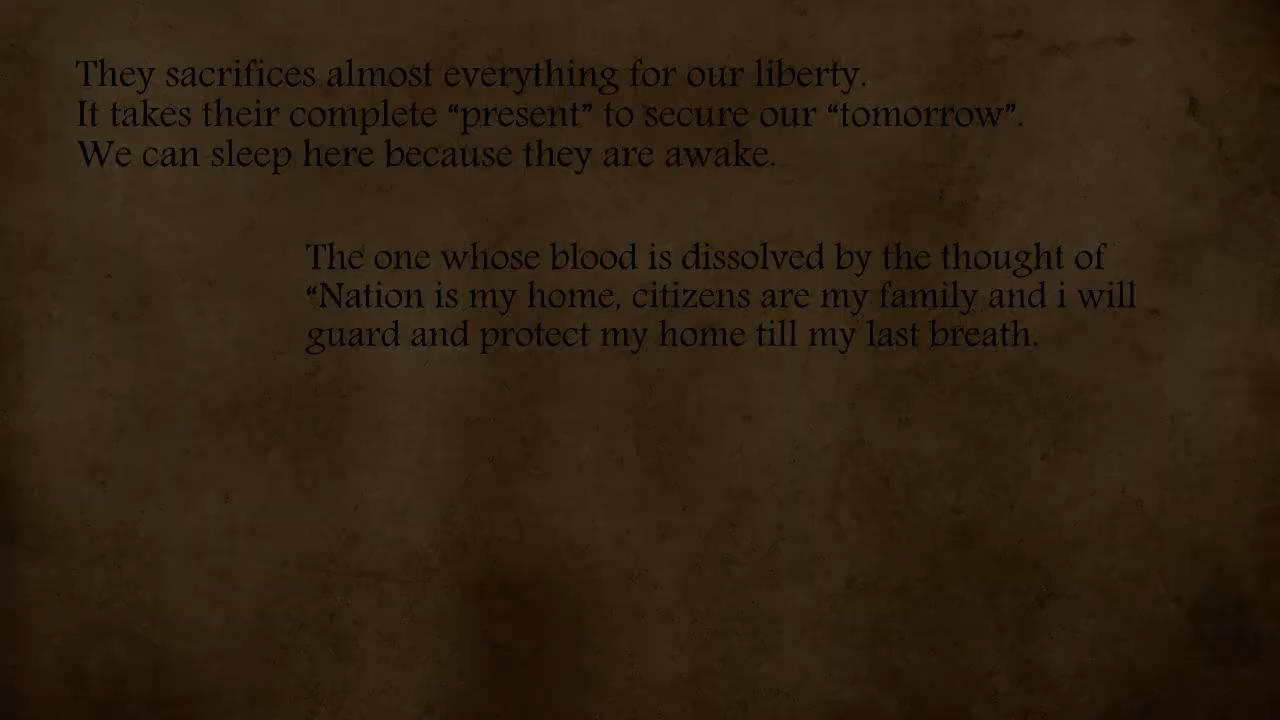 They sacrifices almost everything for our liberty.
It takes their complete “present” to secure our “tomorrow”.
We can sleep here because they are awake.
The one whose blood is dissolved by the thought of
“Nation is my home, citizens are my family and i will
guard and protect my home till my last breath.